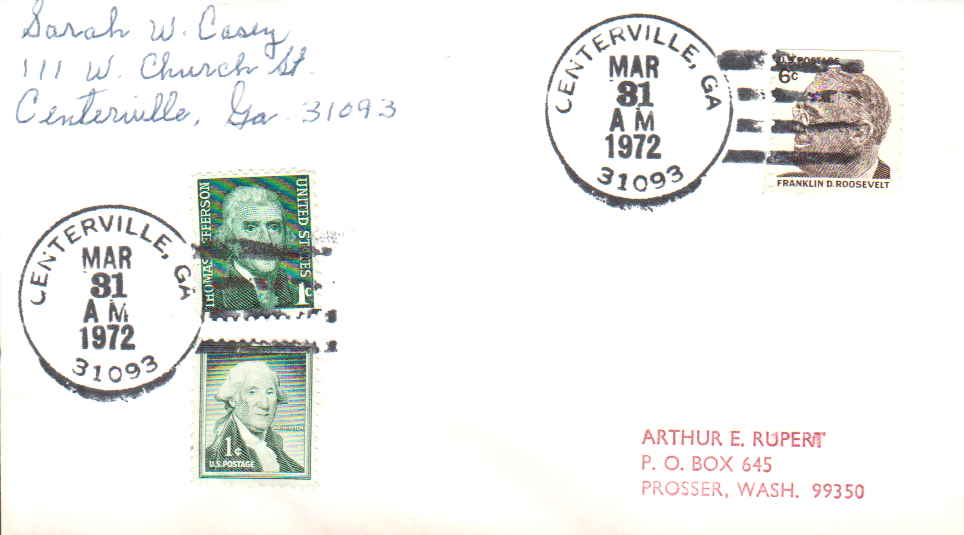 Sarah W. Casey
111 W. Church St.
Centerville, Ga. 31093
CENTERVILLE, GA
MAR
31
AM
1972
31093
U.S. POSTAGE
6c
FRANKLIN D. ROOSEVELT
CENTERVILLE, GA
MAR
31
AM
1972
31093
THOMAS JEFFERSON
UNITED STATES
1c
1c
U.S. POSTAGE
ARTHUR E. RUPERT
P. O. BOX 645
PROSSER, WASH. 99350